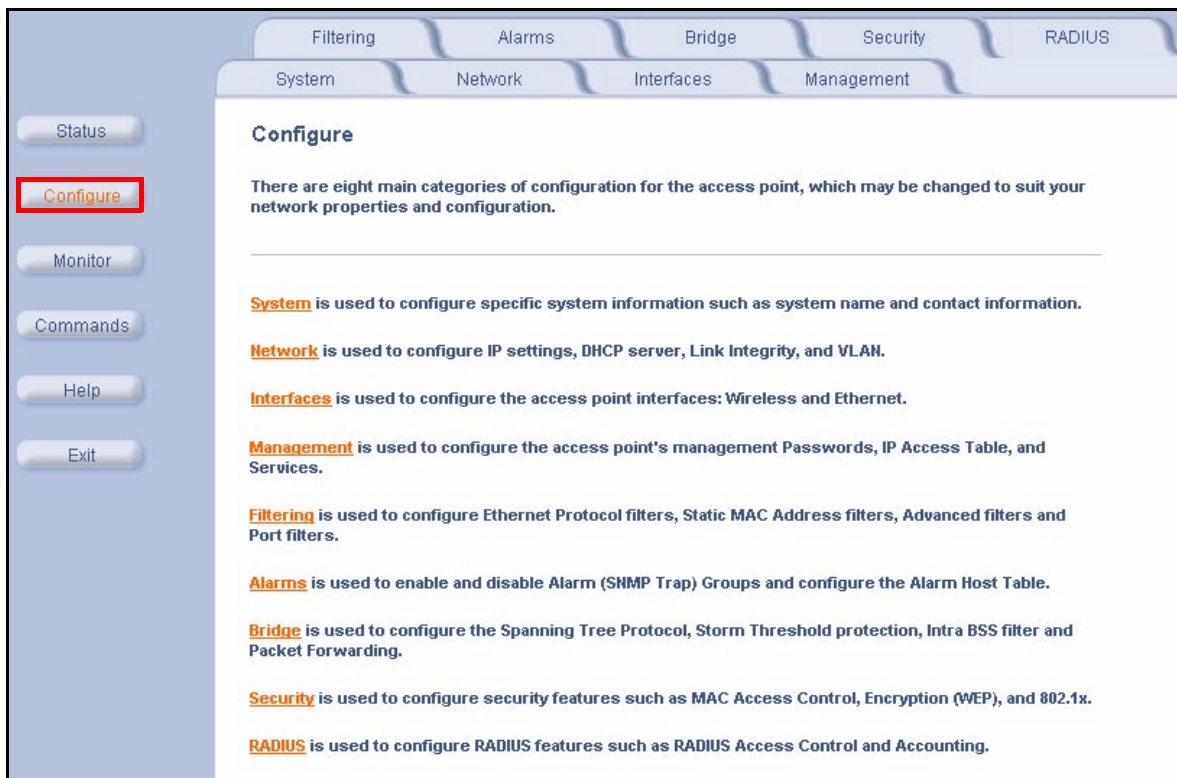 Filtering Alarms Bridge Security RADIUS
System Network Interfaces Management
Status
Configure
Monitor
Commands
Help
Exit
Configure
There are eight main categories of configuration for the access point, which may be changed to suit your
network properties and configuration.
System is used to configure specific system information such as system name and contact information.
Network is used to configure IP settings, DHCP server, Link Integrity, and VLAN.
Interfaces is used to configure the access point interfaces: Wireless and Ethernet.
Management is used to configure the access point's management Passwords, IP Access Table, and
Services.
Filtering is used to configure Ethernet Protocol filters, Static MAC Address filters, Advanced filters and
Port filters.
Alarms is used to enable and disable Alarm (SNMP Trap) Groups and configure the Alarm Host Table.
Bridge is used to configure the Spanning Tree Protocol, Storm Threshold protection, Intra BSS filter and
Packet Forwarding.
Security is used to configure security features such as MAC Access Control, Encryption (WEP), and 802.1x.
RADIUS is used to configure RADIUS features such as RADIUS Access Control and Accounting.